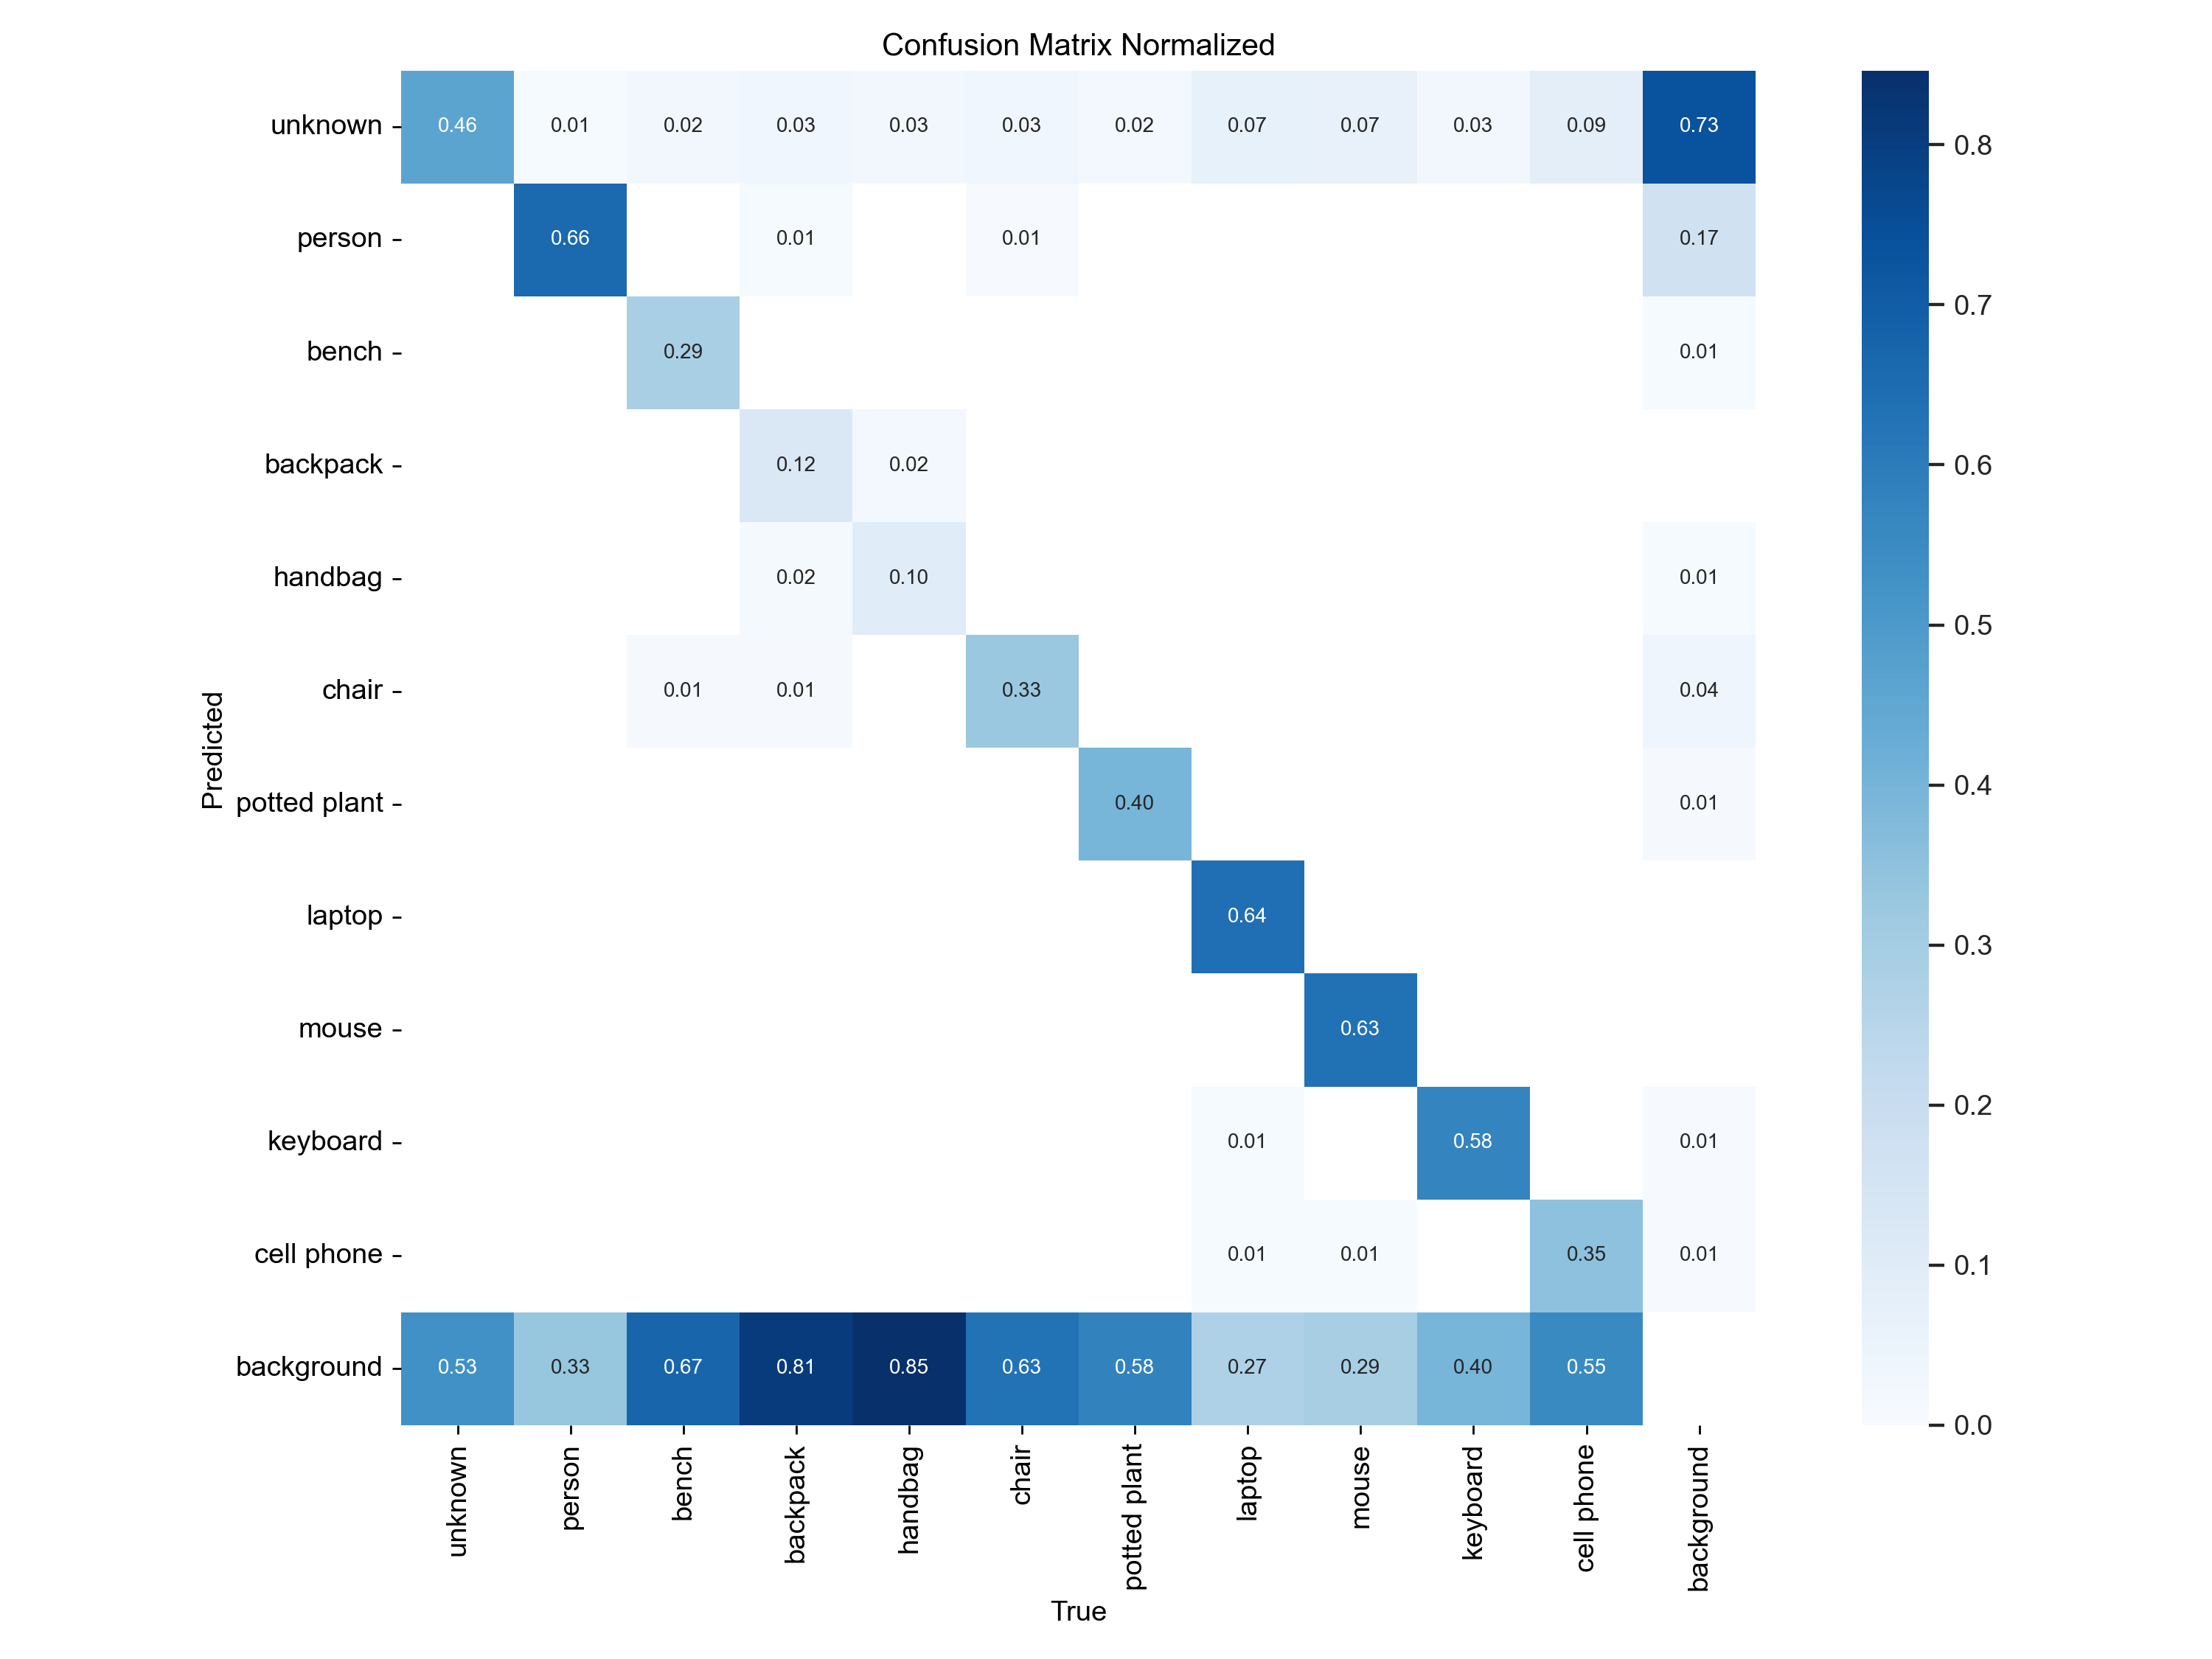 Confusion Matrix Normalized
unknown 0.46 0.01 0.02 0.03 0.03 0.03 0.02 0.07 0.07 0.03 0.09 0.73
person 0.66 0.01 0.01 0.17
bench 0.29 0.01
backpack 0.12 0.02
handbag 0.02 0.10 0.01
chair 0.01 0.01 0.33 0.04
potted plant 0.40 0.01
laptop 0.64
mouse 0.63
keyboard 0.01 0.58 0.01
cell phone 0.01 0.01 0.35 0.01
background 0.53 0.33 0.67 0.81 0.85 0.63 0.58 0.27 0.29 0.40 0.55
Predicted
unknown person bench backpack handbag chair potted plant laptop mouse keyboard cell phone background
True
0.8
0.7
0.6
0.5
0.4
0.3
0.2
0.1
0.0